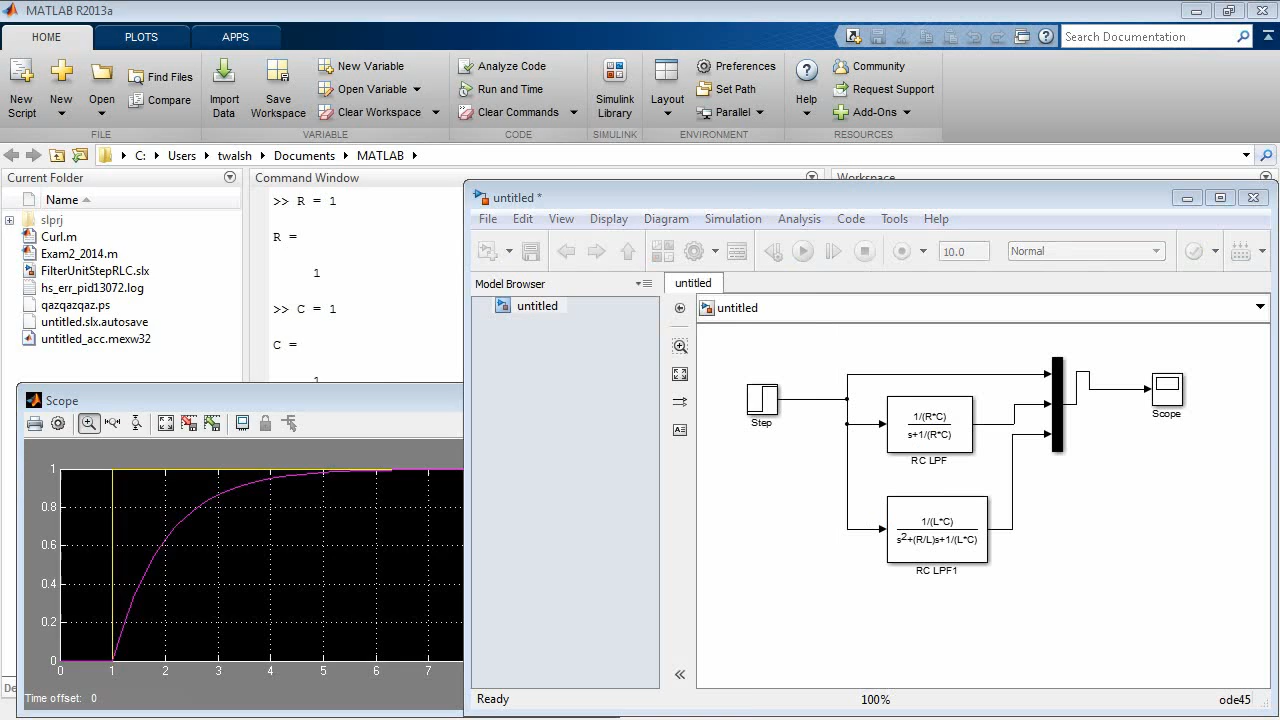 MATLAB R2013a
HOME PLOTS APPS
Search Documentation
New Script
New
Open
Find Files
Compare
FILE
Import Data
Save Workspace
New Variable
Open Variable
Clear Workspace
VARIABLE
Analyze Code
Run and Time
Clear Commands
CODE
Simulink Library
SIMULINK
Layout
Preferences
Set Path
Parallel
ENVIRONMENT
Help
Community
Request Support
Add-Ons
RESOURCES
C: Users twalsh Documents MATLAB
Current Folder
Name
slprj
Curl.m
Exam2_2014.m
FilterUnitStepRLC.slx
hs_err_pid13072.log
qazqazqaz.ps
untitled.slx.autosave
untitled_acc.mexw32
De
Command Window
>> R = 1
R =
1
>> C = 1
C =
1
Workspace
untitled *
File Edit View Display Diagram Simulation Analysis Code Tools Help
10.0 Normal
Model Browser
untitled
untitled
untitled
Step
1/(R*C)
s+1/(R*C)
RC LPF
1/(L*C)
s2+(R/L)s+1/(L*C)
RC LPF1
Scope
Ready 100% ode45
Scope
1
0.8
0.6
0.4
0.2
0
0 1 2 3 4 5 6 7
Time offset: 0